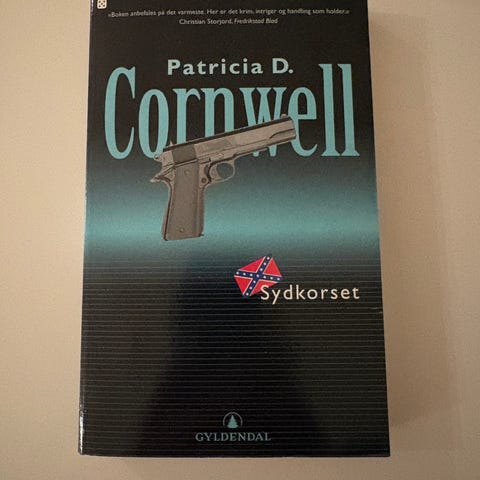 «Boken anbefales på det varmeste. Her er det krim, intriger og handling som holder.»
Christian Storjord, Fredrikstad Blad
Patricia D.
Cornwell
Sydkorset
GYLDENDAL